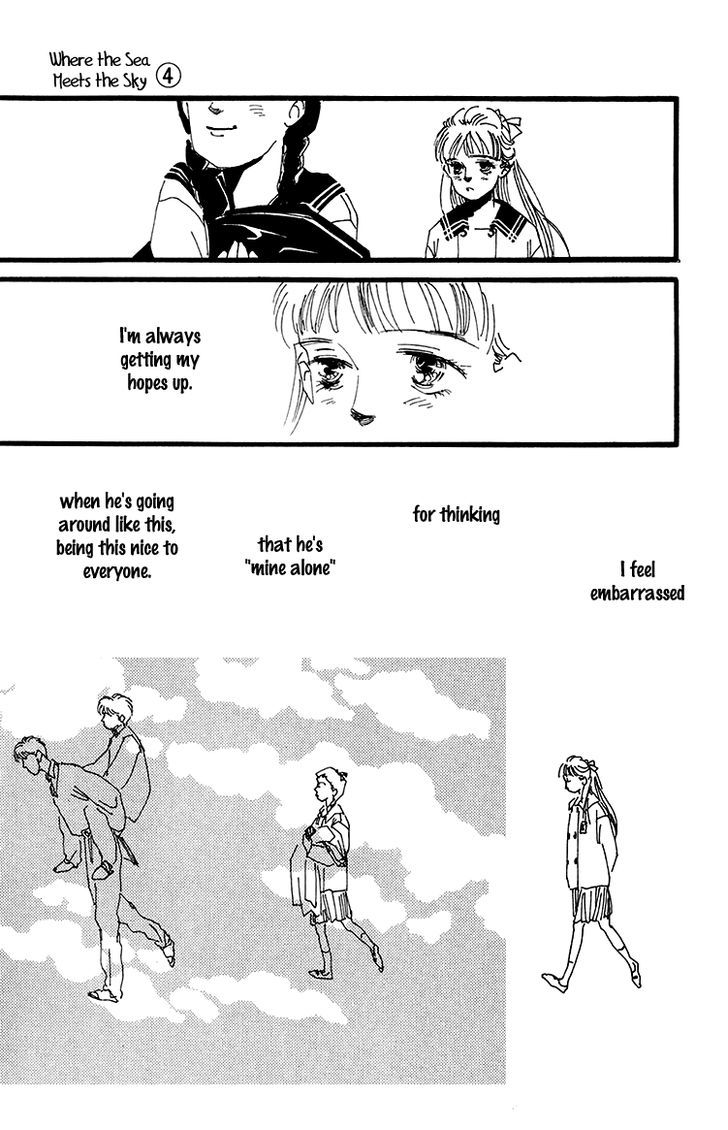 Where the Sea
Meets the Sky ④
I'm always
getting my
hopes up.
I feel
embarrassed
for thinking
that he's
"mine alone"
when he's going
around like this,
being this nice to
everyone.